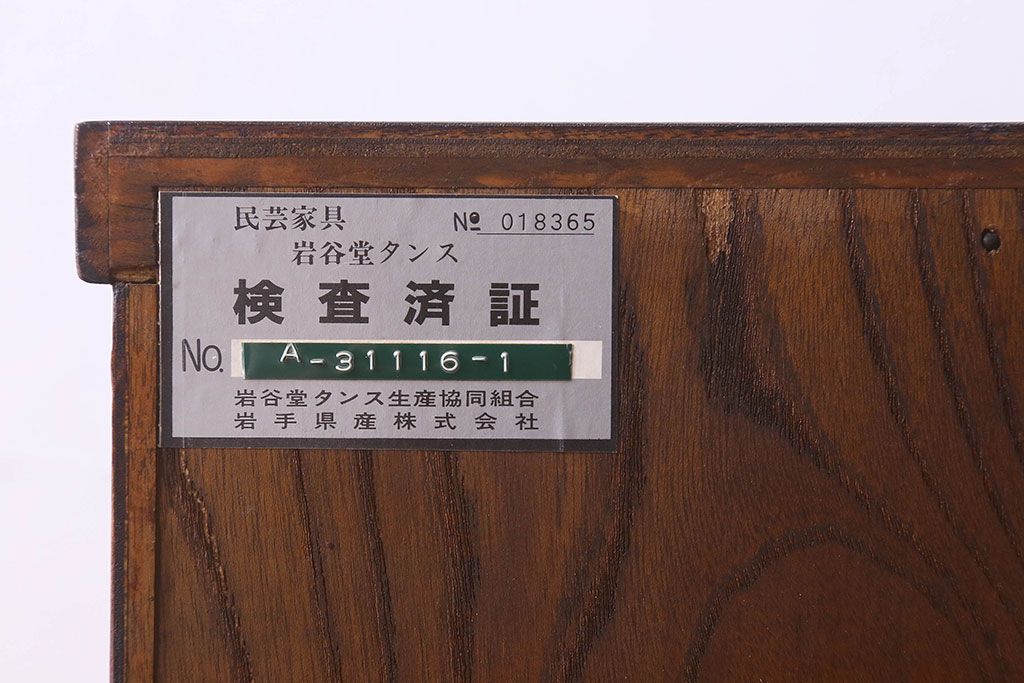 民芸家具 Nº 018365
岩谷堂タンス
検査済証
NO. A-31116-1
岩谷堂タンス生産協同組合
岩手県産株式会社